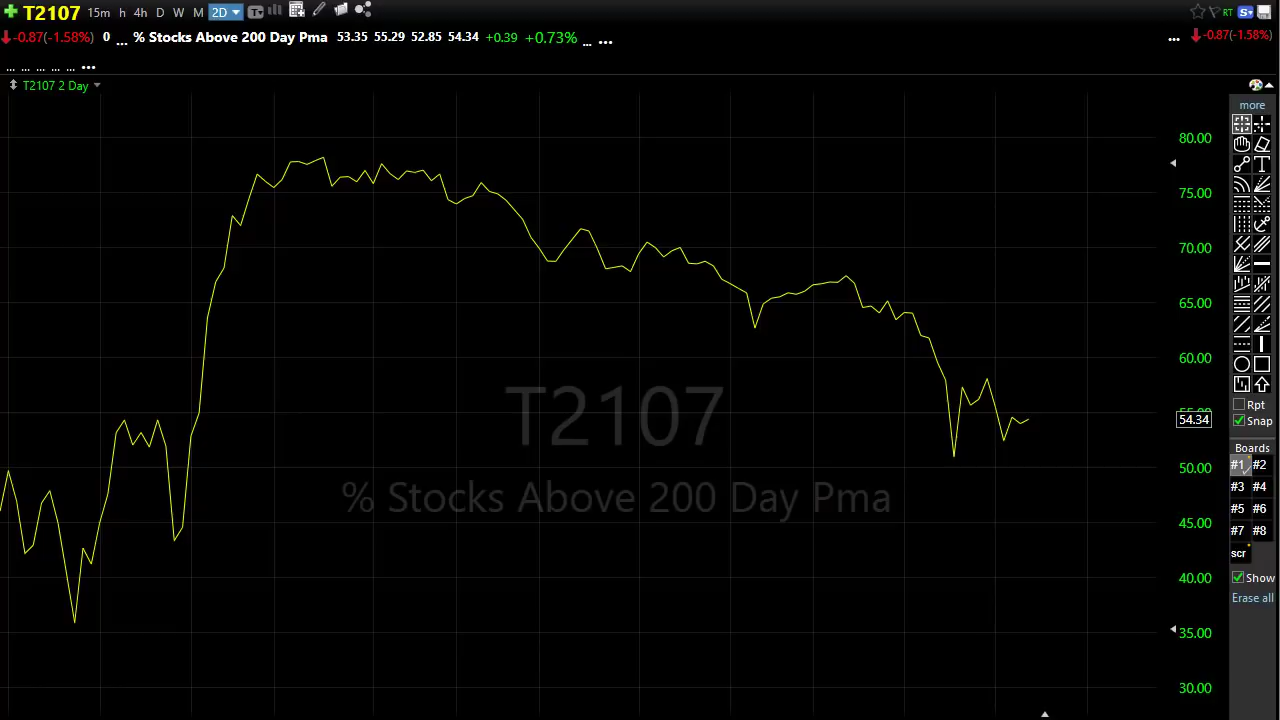 T2107 15m h 4h D W M 2D T RT S
-0.87(-1.58%) 0 ... % Stocks Above 200 Day Pma 53.35 55.29 52.85 54.34 +0.39 +0.73% ... ... ... -0.87(-1.58%)
... ... ... ... ... ...
T2107 2 Day
more
80.00
75.00
70.00
65.00
60.00
55.00
54.34
50.00
45.00
40.00
35.00
30.00
T2107
% Stocks Above 200 Day Pma
Rpt
Snap
Boards
#1 #2
#3 #4
#5 #6
#7 #8
scr
Show
Erase all